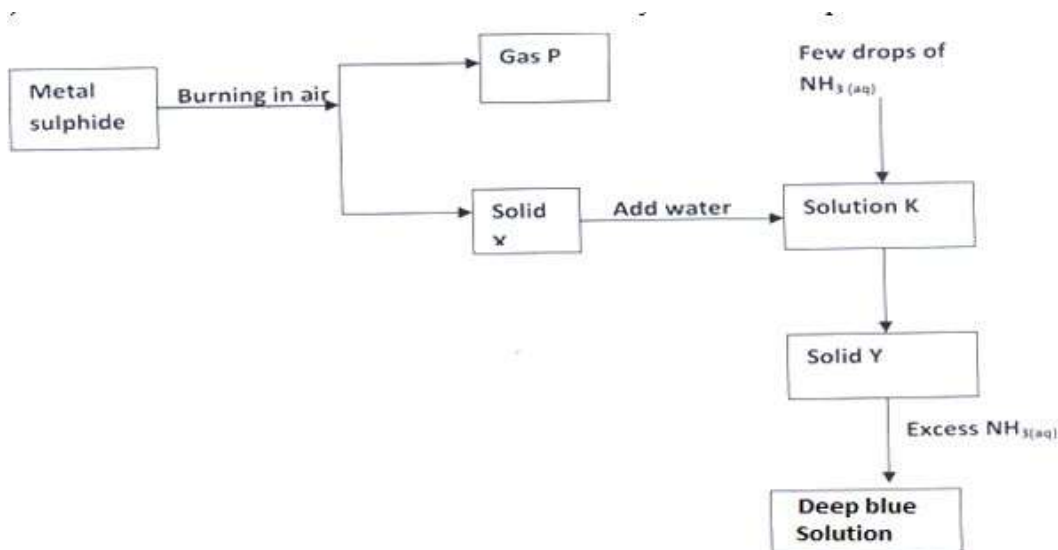 Gas P
Few drops of
NH₃ (aq)
Metal
sulphide
Burning in air
Solid
Add water
Solution K
Solid Y
Excess NH₃(aq)
Deep blue
Solution